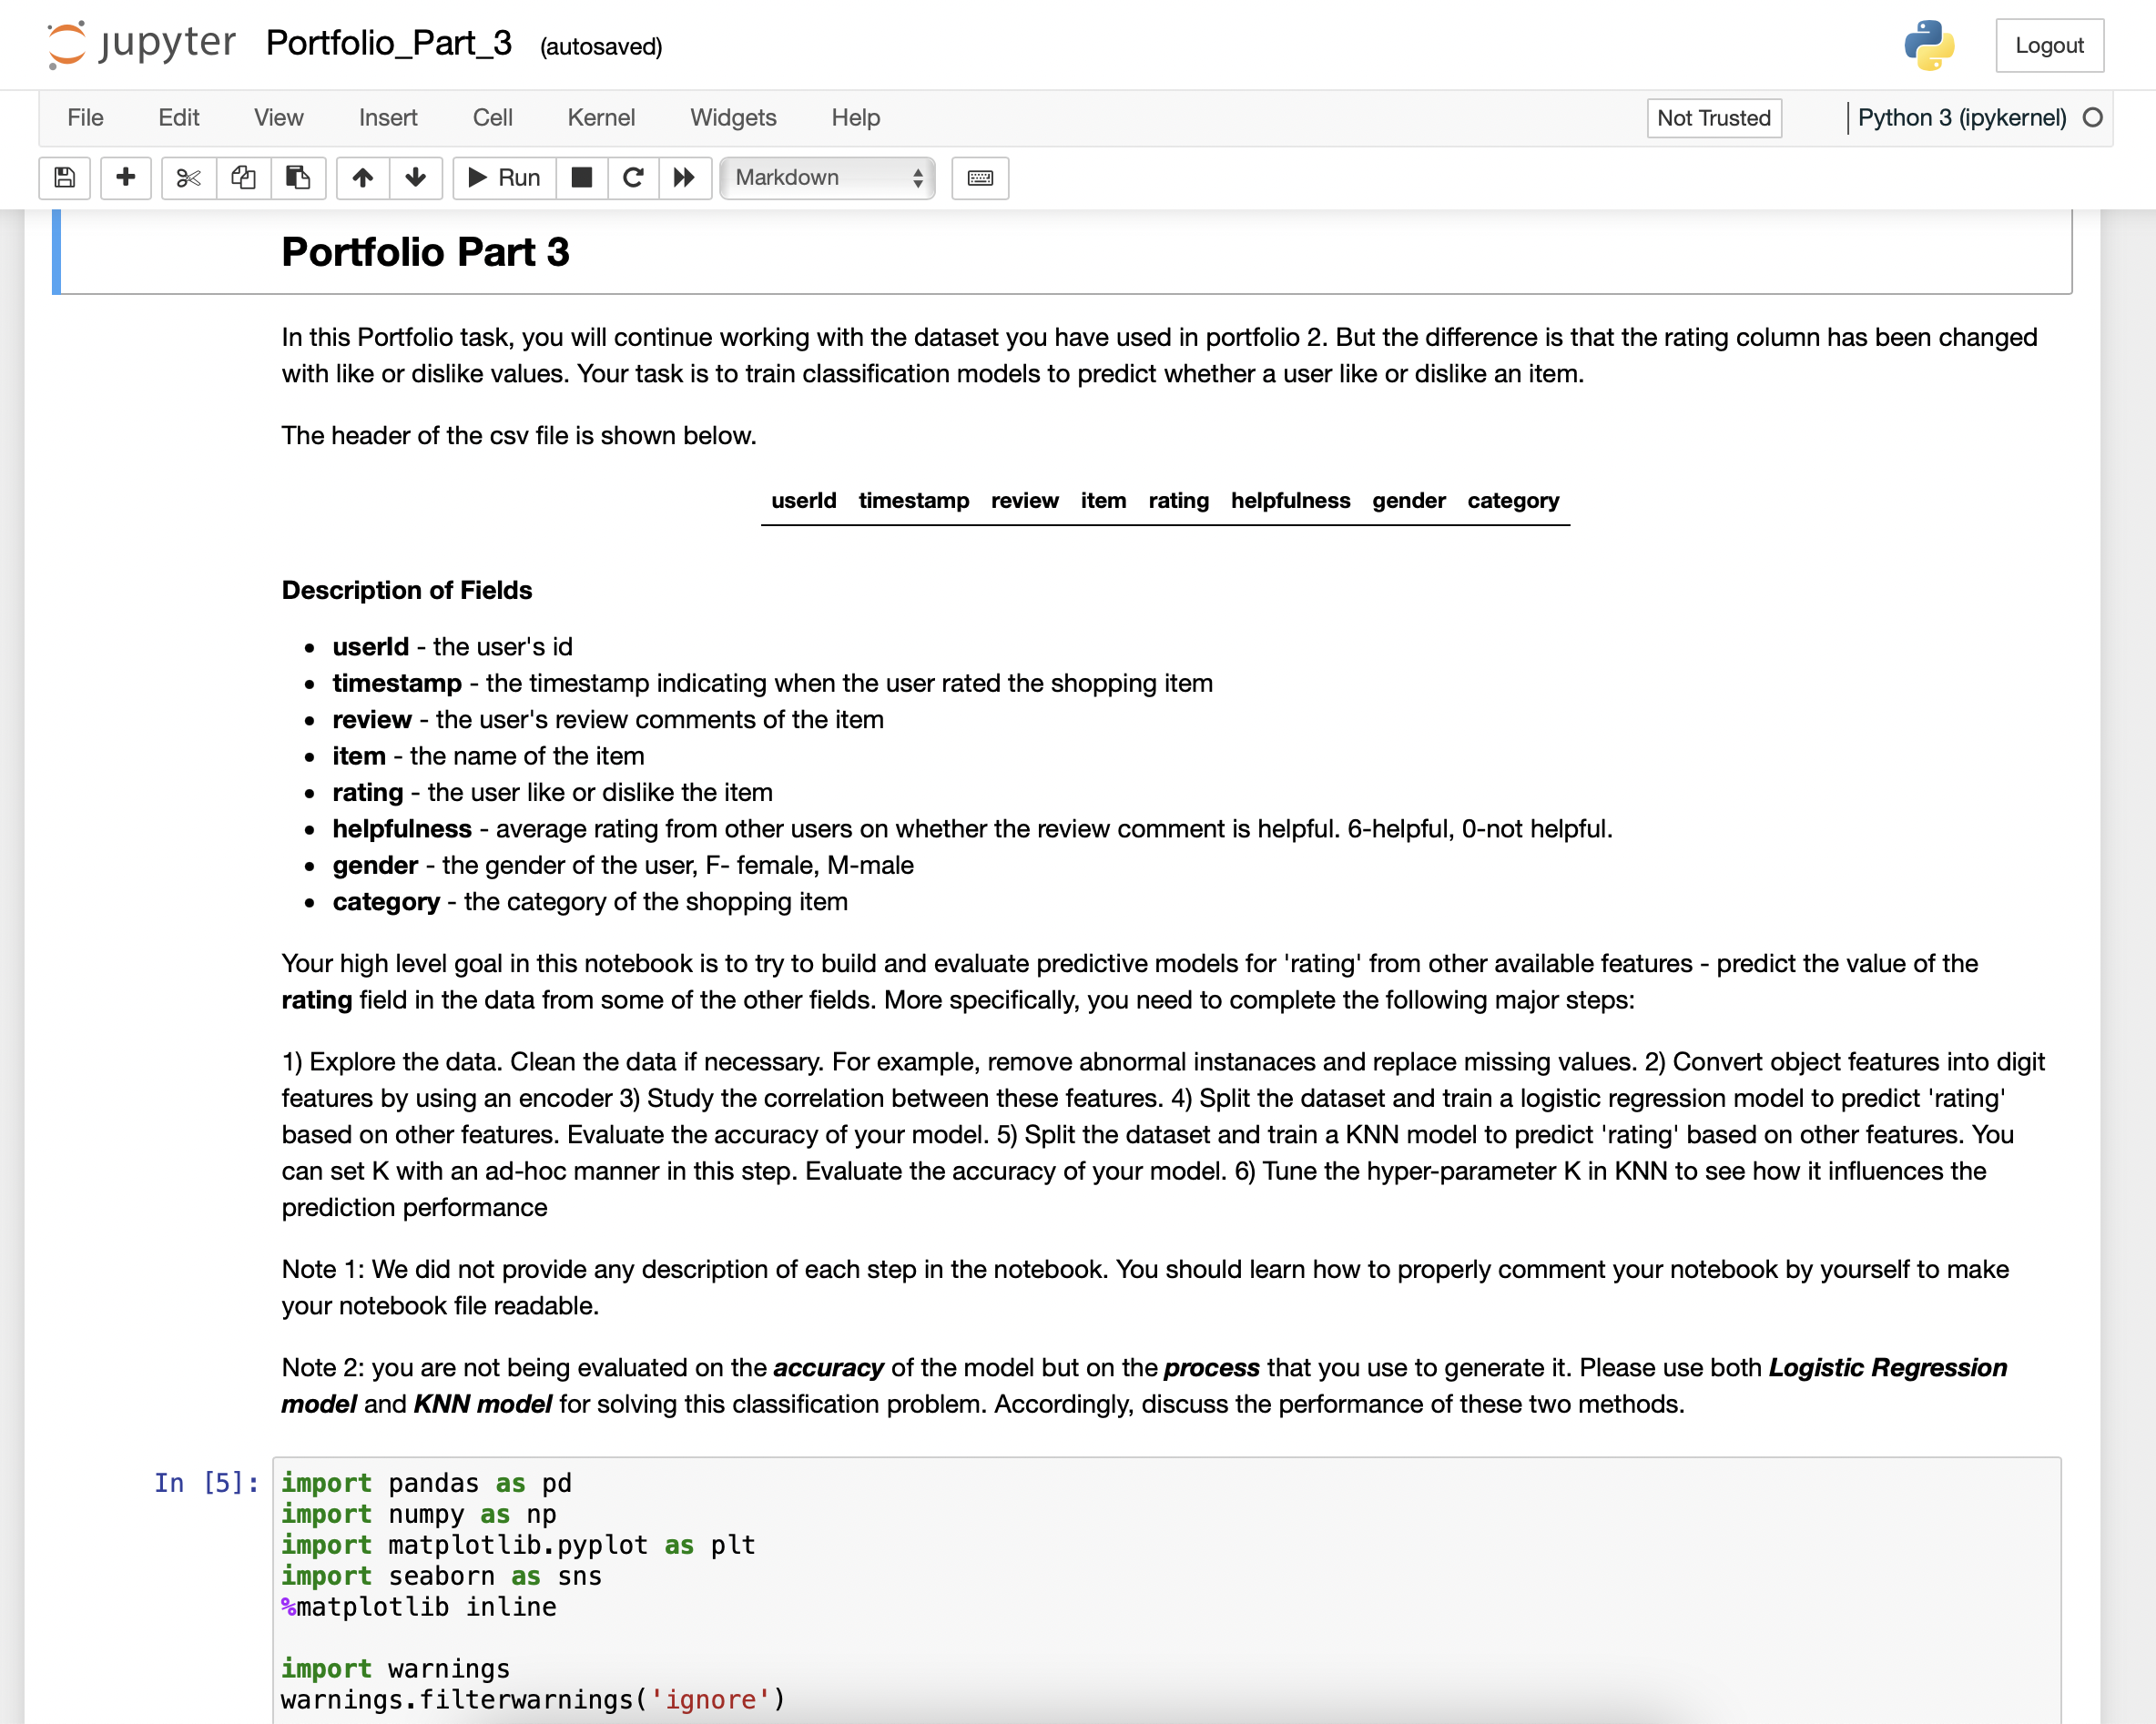 jupyter Portfolio_Part_3 (autosaved)
Logout
File Edit View Insert Cell Kernel Widgets Help
Not Trusted
Python 3 (ipykernel)
Run
Markdown
Portfolio Part 3
In this Portfolio task, you will continue working with the dataset you have used in portfolio 2. But the difference is that the rating column has been changed
with like or dislike values. Your task is to train classification models to predict whether a user like or dislike an item.
The header of the csv file is shown below.
userId timestamp review item rating helpfulness gender category
Description of Fields
userId - the user's id
timestamp - the timestamp indicating when the user rated the shopping item
review - the user's review comments of the item
item - the name of the item
rating - the user like or dislike the item
helpfulness - average rating from other users on whether the review comment is helpful. 6-helpful, 0-not helpful.
gender - the gender of the user, F- female, M-male
category - the category of the shopping item
Your high level goal in this notebook is to try to build and evaluate predictive models for 'rating' from other available features - predict the value of the
rating field in the data from some of the other fields. More specifically, you need to complete the following major steps:
1) Explore the data. Clean the data if necessary. For example, remove abnormal instanaces and replace missing values. 2) Convert object features into digit
features by using an encoder 3) Study the correlation between these features. 4) Split the dataset and train a logistic regression model to predict 'rating'
based on other features. Evaluate the accuracy of your model. 5) Split the dataset and train a KNN model to predict 'rating' based on other features. You
can set K with an ad-hoc manner in this step. Evaluate the accuracy of your model. 6) Tune the hyper-parameter K in KNN to see how it influences the
prediction performance
Note 1: We did not provide any description of each step in the notebook. You should learn how to properly comment your notebook by yourself to make
your notebook file readable.
Note 2: you are not being evaluated on the accuracy of the model but on the process that you use to generate it. Please use both Logistic Regression
model and KNN model for solving this classification problem. Accordingly, discuss the performance of these two methods.
In [5]:
import pandas as pd
import numpy as np
import matplotlib.pyplot as plt
import seaborn as sns
%matplotlib inline
import warnings
warnings.filterwarnings('ignore')